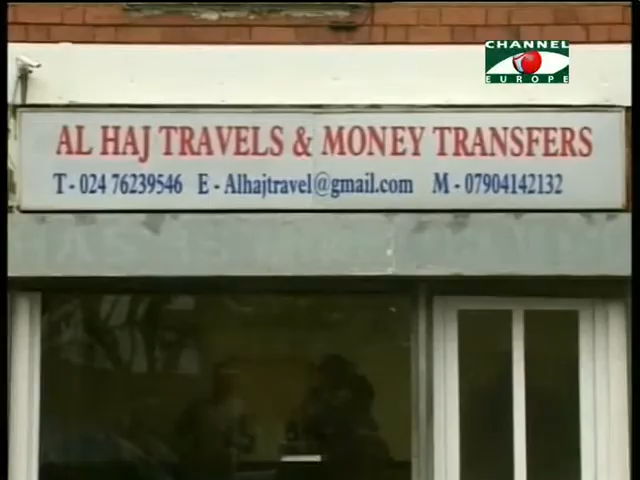 CHANNEL
EUROPE
AL HAJ TRAVELS & MONEY TRANSFERS
T - 024 76239546 E - Alhajtravel@gmail.com M - 07904142132